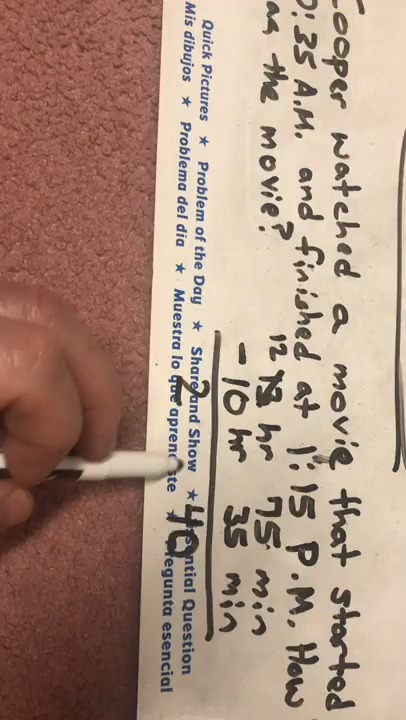 Cooper watched a movie that started
0:35 A.M. and finished at 1:15 P.M. How
as the movie?
12 13 hr 75 min
- 10 hr 35 min
2 40
Quick Pictures ★ Problem of the Day ★ Share and Show ★ Essential Question
Mis dibujos ★ Problema del día ★ Muestra lo que aprendiste ★ Pregunta esencial